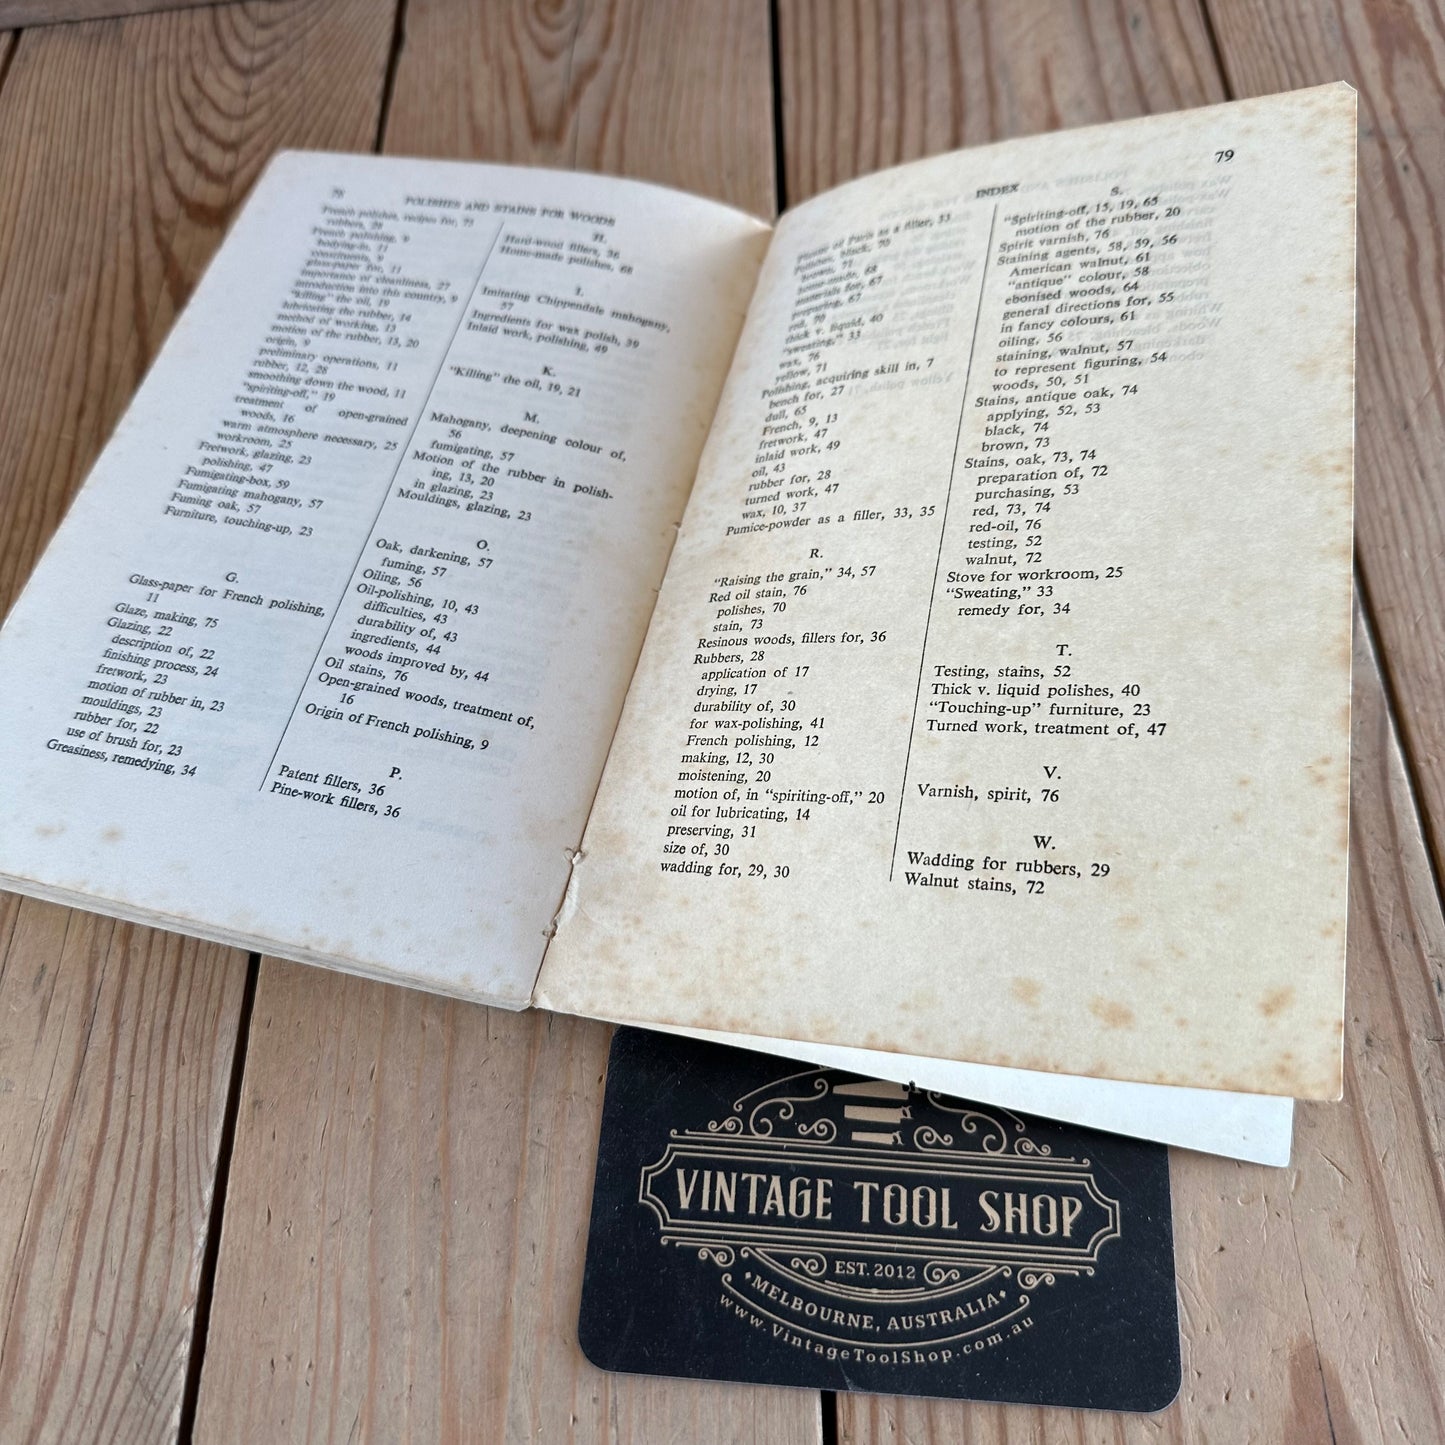 78
POLISHES AND STAINS FOR WOODS
French polishes, recipes for, 71
rubbers, 28
French polishing, 9
bodying-in, 11
constituents, 9
glass-paper for, 11
importance of cleanliness, 27
introduction into this country, 9
"killing" the oil, 19
lubricating the rubber, 14
method of working, 13
motion of the rubber, 13, 20
origin, 9
preliminary operations, 11
rubber, 12, 28
smoothing down the wood, 11
"spiriting-off," 19
treatment of open-grained
woods, 16
warm atmosphere necessary, 25
workroom, 25
Fretwork, glazing, 23
polishing, 47
Fumigating-box, 59
Fumigating mahogany, 57
Fuming oak, 57
Furniture, touching-up, 23
G.
Glass-paper for French polishing,
11
Glaze, making, 75
Glazing, 22
description of, 22
finishing process, 24
fretwork, 23
motion of rubber in, 23
mouldings, 23
rubber for, 22
use of brush for, 23
Greasiness, remedying, 34
H.
Hard-wood fillers, 36
Home-made polishes, 68
I.
Imitating Chippendale mahogany,
57
Ingredients for wax polish, 39
Inlaid work, polishing, 49
K.
"Killing" the oil, 19, 21
M.
Mahogany, deepening colour of,
56
fumigating, 57
Motion of the rubber in polish-
ing, 13, 20
in glazing, 23
Mouldings, glazing, 23
O.
Oak, darkening, 57
fuming, 57
Oiling, 56
Oil-polishing, 10, 43
difficulties, 43
durability of, 43
ingredients, 44
woods improved by, 44
Oil stains, 76
Open-grained woods, treatment of,
16
Origin of French polishing, 9
P.
Patent fillers, 36
Pine-work fillers, 36
INDEX
79
Plaster of Paris as a filler, 33
Polishes, black, 70
brown, 71
home-made, 68
materials for, 67
preparing, 67
red, 70
thick v. liquid, 40
"sweating," 33
wax, 76
yellow, 71
Polishing, acquiring skill in, 7
bench for, 27
dull, 65
French, 9, 13
fretwork, 47
inlaid work, 49
oil, 43
rubber for, 28
turned work, 47
wax, 10, 37
Pumice-powder as a filler, 33, 35
R.
"Raising the grain," 34, 57
Red oil stain, 76
polishes, 70
stain, 73
Resinous woods, fillers for, 36
Rubbers, 28
application of 17
drying, 17
durability of, 30
for wax-polishing, 41
French polishing, 12
making, 12, 30
moistening, 20
motion of, in "spiriting-off," 20
oil for lubricating, 14
preserving, 31
size of, 30
wadding for, 29, 30
S.
"Spiriting-off, 15, 19, 65
motion of the rubber, 20
Spirit varnish, 76
Staining agents, 58, 59, 56
American walnut, 61
"antique" colour, 58
ebonised woods, 64
general directions for, 55
in fancy colours, 61
oiling, 56
staining, walnut, 57
to represent figuring, 54
woods, 50, 51
Stains, antique oak, 74
applying, 52, 53
black, 74
brown, 73
Stains, oak, 73, 74
preparation of, 72
purchasing, 53
red, 73, 74
red-oil, 76
testing, 52
walnut, 72
Stove for workroom, 25
"Sweating," 33
remedy for, 34
T.
Testing, stains, 52
Thick v. liquid polishes, 40
"Touching-up" furniture, 23
Turned work, treatment of, 47
V.
Varnish, spirit, 76
W.
Wadding for rubbers, 29
Walnut stains, 72
VINTAGE TOOL SHOP
EST. 2012
MELBOURNE, AUSTRALIA
www.VintageToolShop.com.au